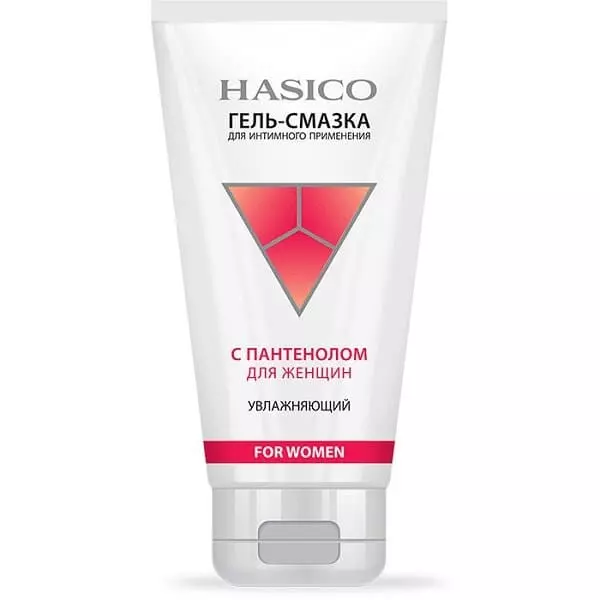 HASICO
ГЕЛЬ-СМАЗКА
ДЛЯ ИНТИМНОГО ПРИМЕНЕНИЯ
С ПАНТЕНОЛОМ
ДЛЯ ЖЕНЩИН
УВЛАЖНЯЮЩИЙ
FOR WOMEN